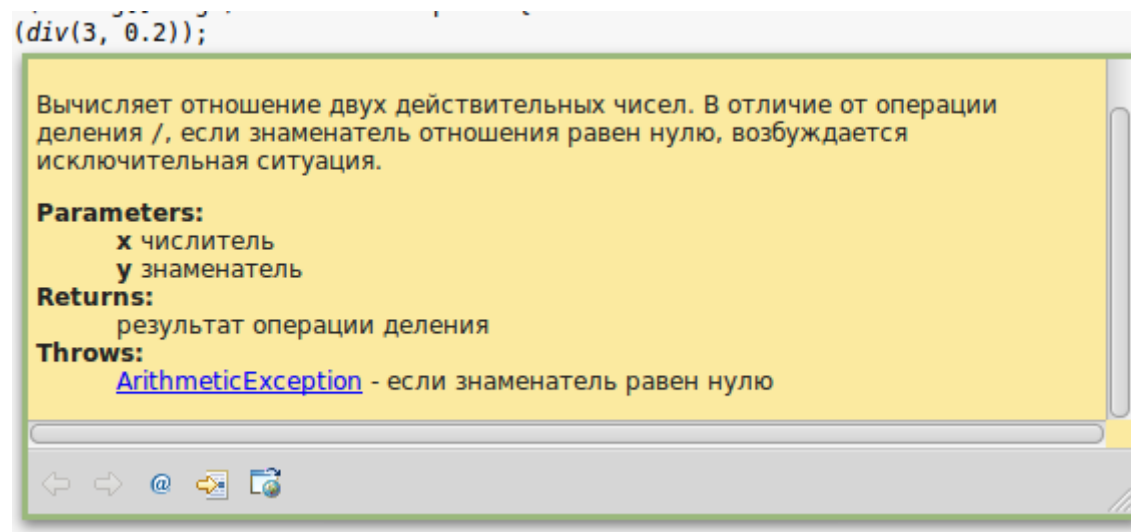 (div(3, 0.2));
Вычисляет отношение двух действительных чисел. В отличие от операции
деления /, если знаменатель отношения равен нулю, возбуждается
исключительная ситуация.
Parameters:
x числитель
y знаменатель
Returns:
результат операции деления
Throws:
ArithmeticException - если знаменатель равен нулю
@